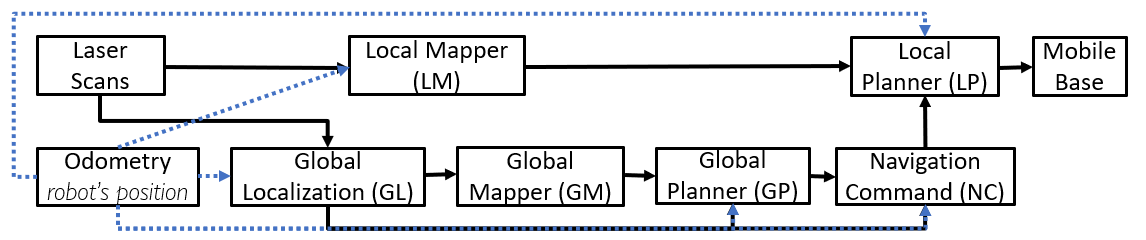 Laser
Scans
Local Mapper
(LM)
Local
Planner (LP)
Mobile
Base
Odometry
robot's position
Global
Localization (GL)
Global
Mapper (GM)
Global
Planner (GP)
Navigation
Command (NC)